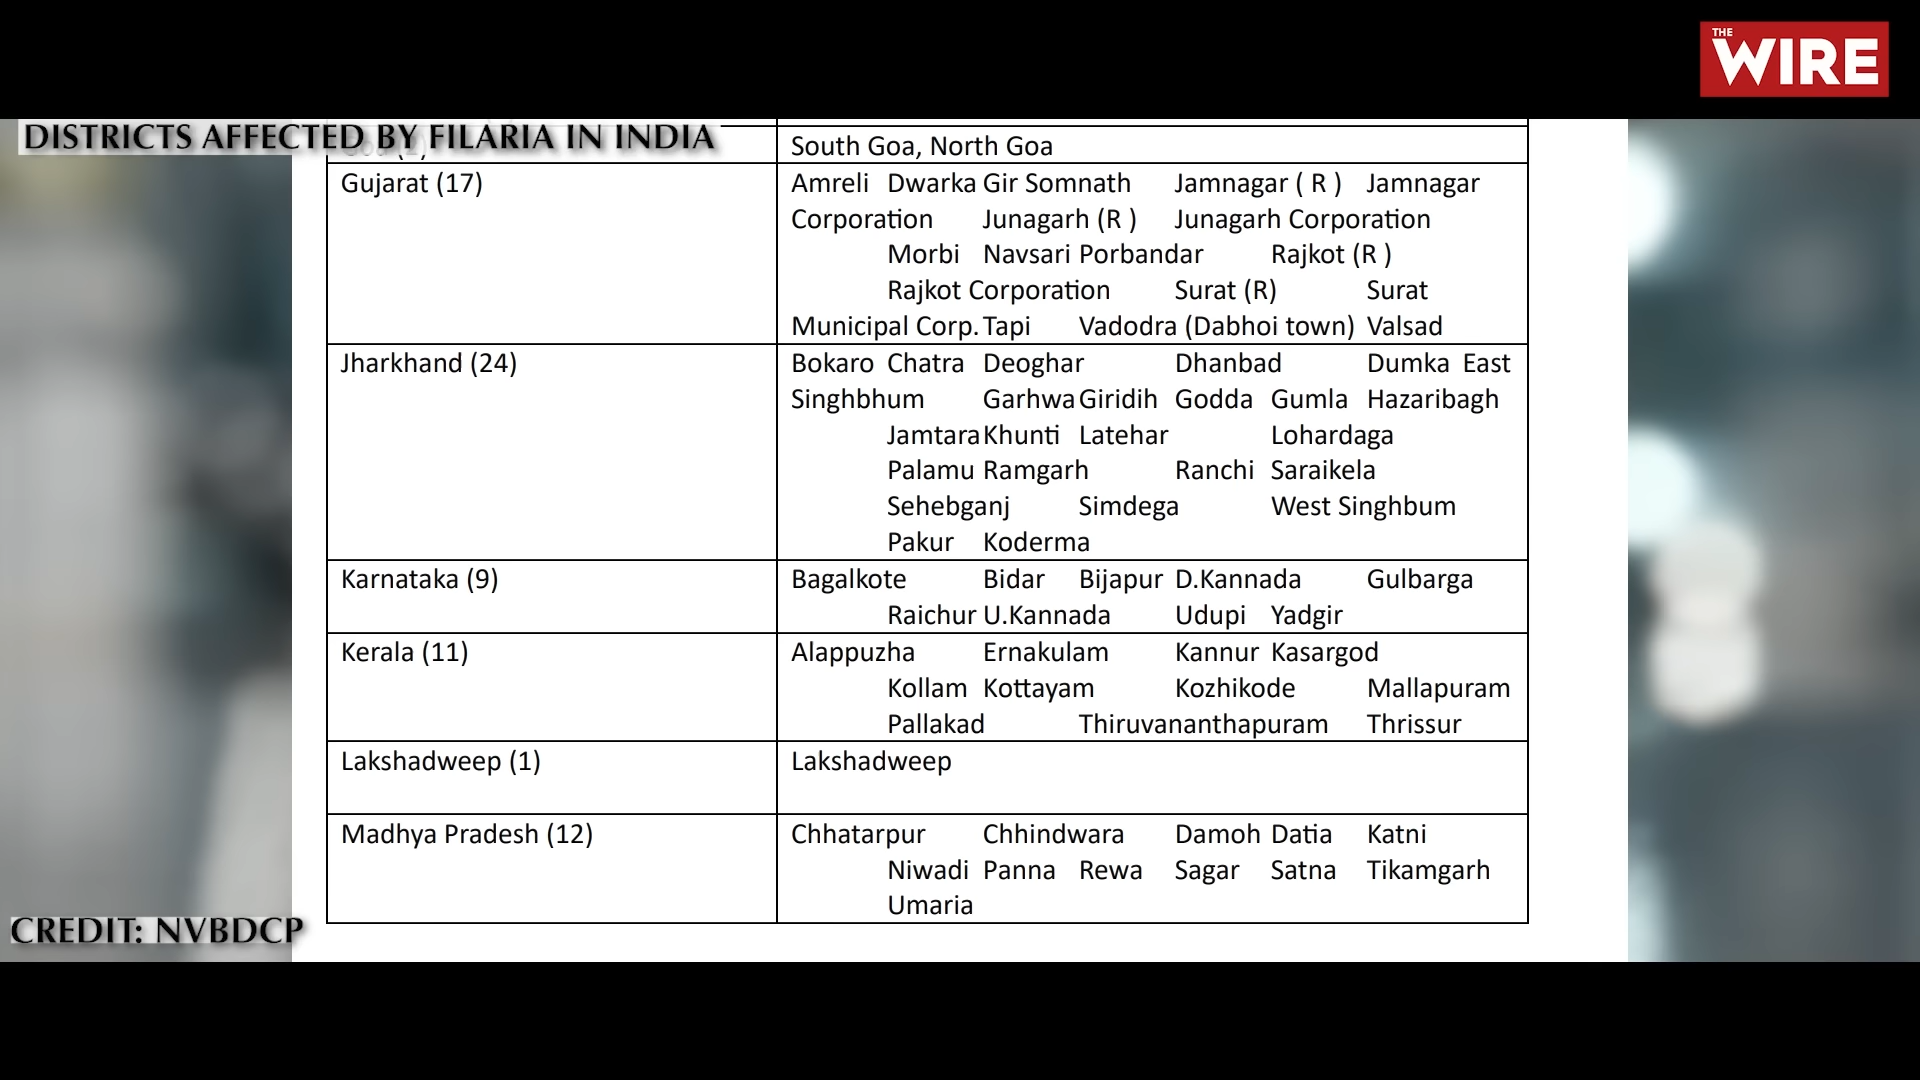 THE
WIRE
DISTRICTS AFFECTED BY FILARIA IN INDIA
South Goa, North Goa
Gujarat (17)
Amreli Dwarka Gir Somnath Jamnagar ( R ) Jamnagar
Corporation Junagarh (R ) Junagarh Corporation
Morbi Navsari Porbandar Rajkot (R )
Rajkot Corporation Surat (R) Surat
Municipal Corp. Tapi Vadodra (Dabhoi town) Valsad
Jharkhand (24)
Bokaro Chatra Deoghar Dhanbad Dumka East
Singhbhum Garhwa Giridih Godda Gumla Hazaribagh
Jamtara Khunti Latehar Lohardaga
Palamu Ramgarh Ranchi Saraikela
Sehebganj Simdega West Singhbum
Pakur Koderma
Karnataka (9)
Bagalkote Bidar Bijapur D.Kannada Gulbarga
Raichur U.Kannada Udupi Yadgir
Kerala (11)
Alappuzha Ernakulam Kannur Kasargod
Kollam Kottayam Kozhikode Mallapuram
Pallakad Thiruvananthapuram Thrissur
Lakshadweep (1)
Lakshadweep
Madhya Pradesh (12)
Chhatarpur Chhindwara Damoh Datia Katni
Niwadi Panna Rewa Sagar Satna Tikamgarh
Umaria
CREDIT: NVBDCP